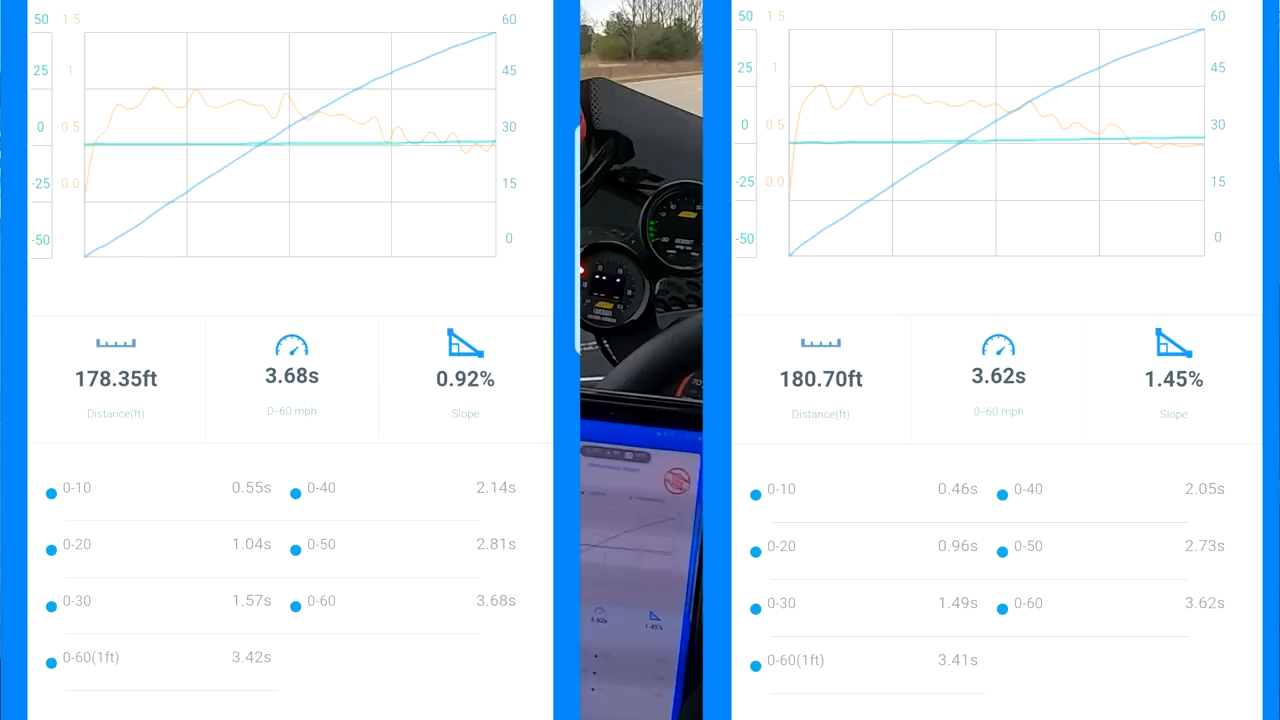 50 1.5 60
25 1 45
0 0.5 30
-25 0.0 15
-50 0
178.35ft 3.68s 0.92%
Distance(ft) 0-60 mph Slope
0-10 0.55s 0-40 2.14s
0-20 1.04s 0-50 2.81s
0-30 1.57s 0-60 3.68s
0-60(1ft) 3.42s
BOOST
3.62s 1.45%
50 1.5 60
25 1 45
0 0.5 30
-25 0.0 15
-50 0
180.70ft 3.62s 1.45%
Distance(ft) 0-60 mph Slope
0-10 0.46s 0-40 2.05s
0-20 0.96s 0-50 2.73s
0-30 1.49s 0-60 3.62s
0-60(1ft) 3.41s